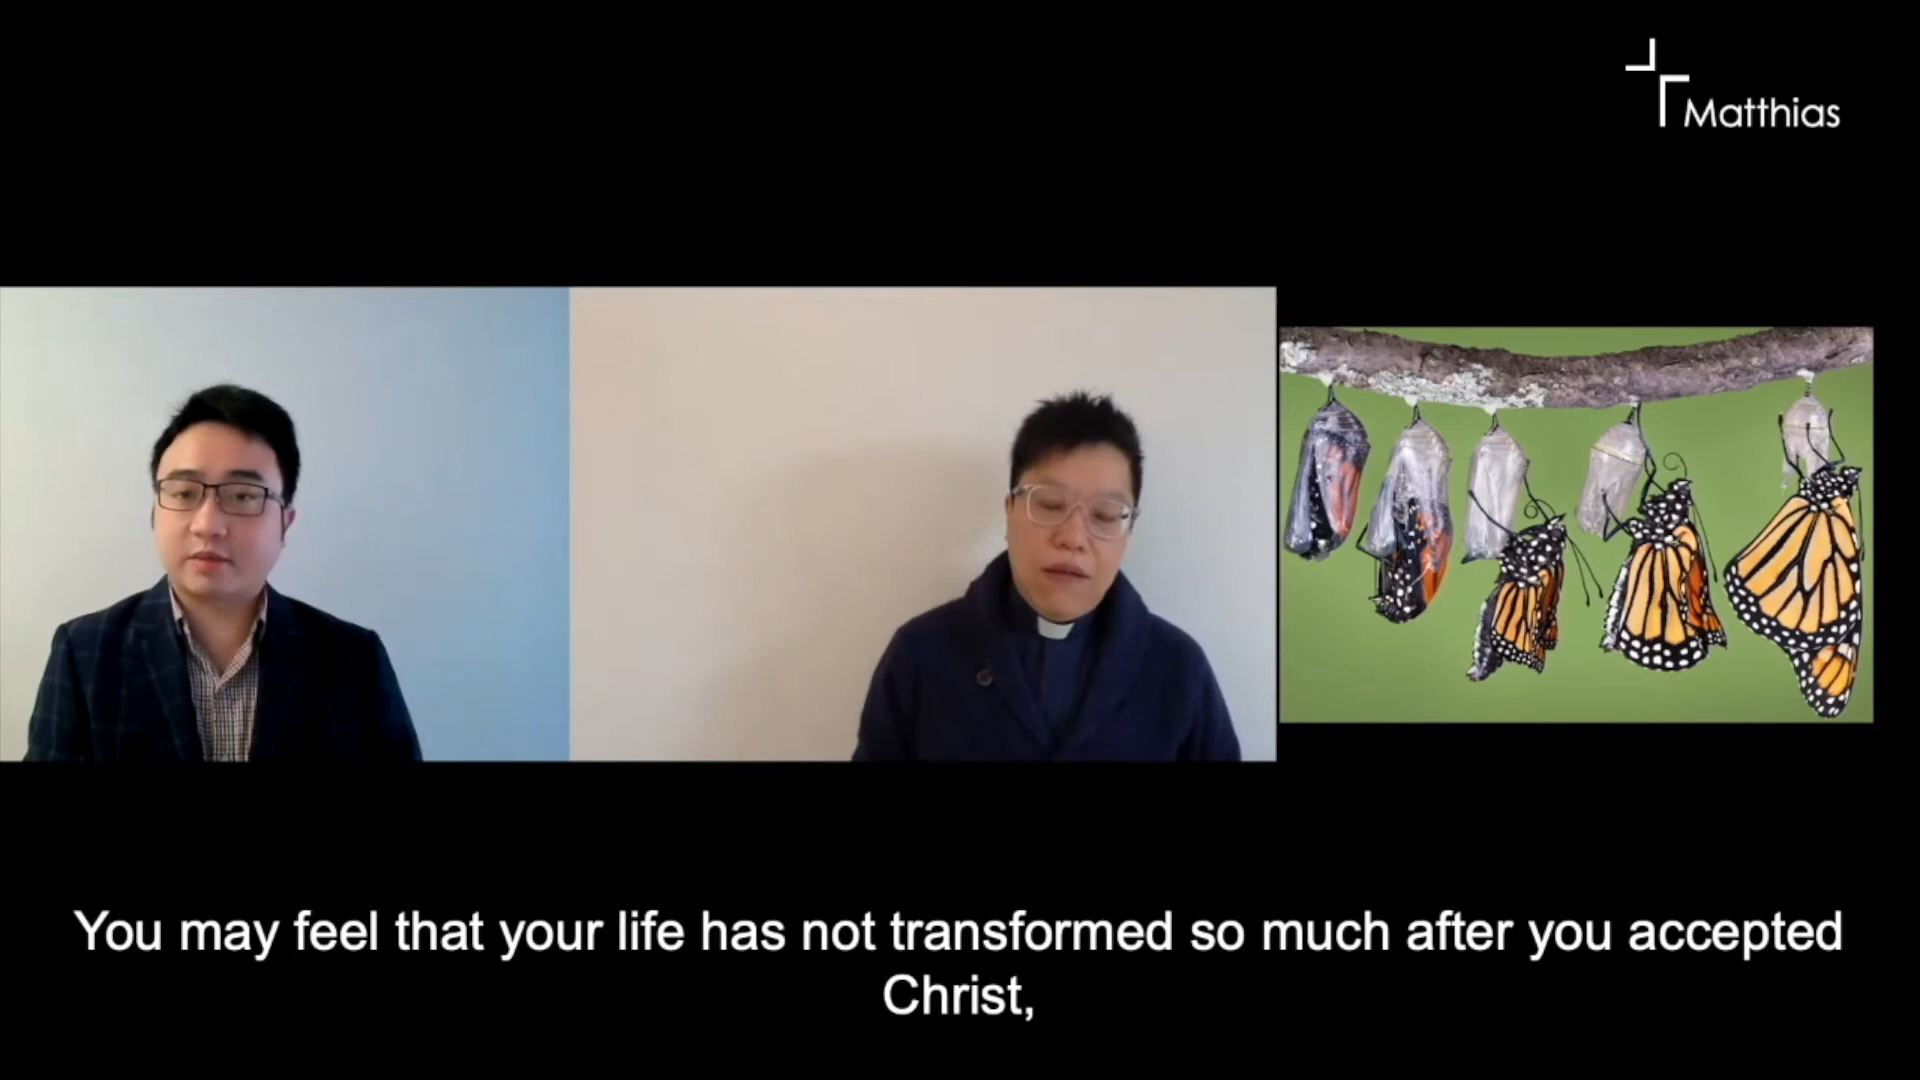 Matthias
You may feel that your life has not transformed so much after you accepted
Christ,